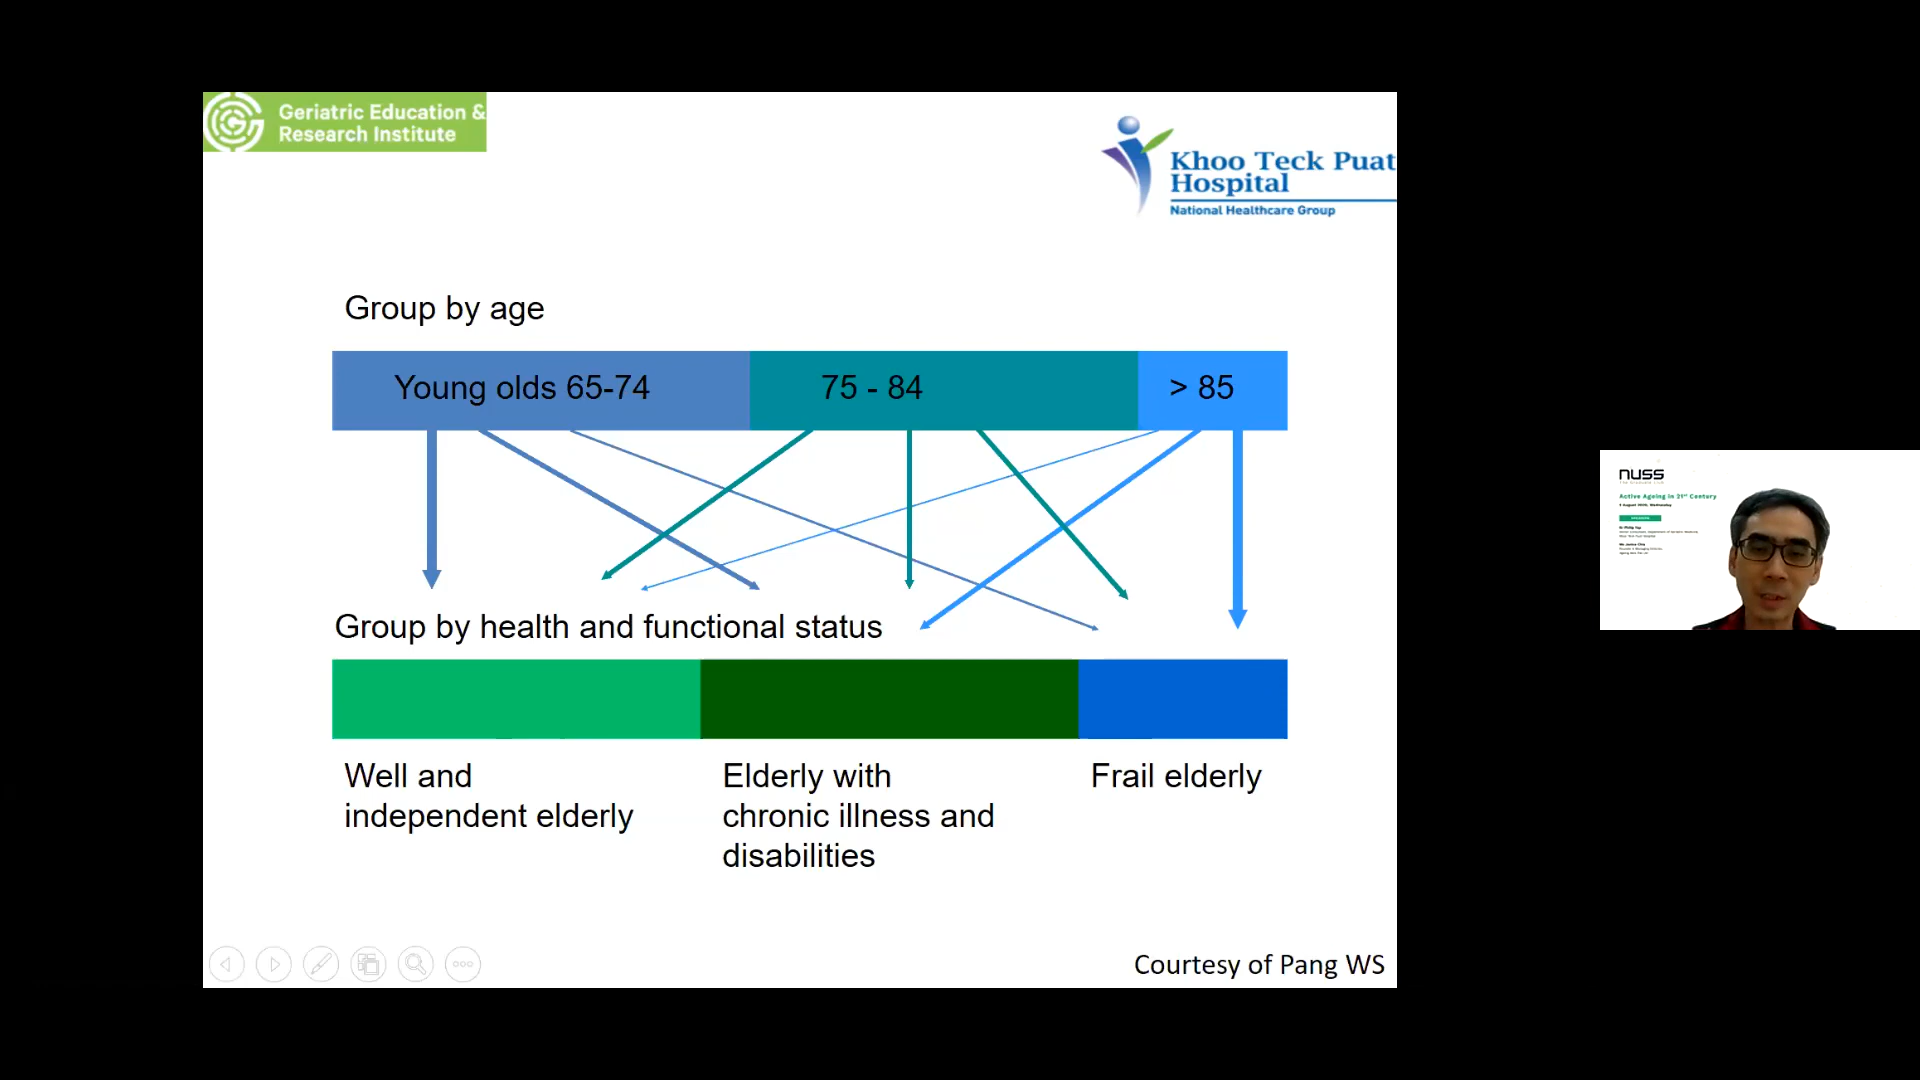 Geriatric Education &
Research Institute
Khoo Teck Puat
Hospital
National Healthcare Group
Group by age
Young olds 65-74
75 - 84
> 85
Group by health and functional status
Well and
independent elderly
Elderly with
chronic illness and
disabilities
Frail elderly
Courtesy of Pang WS
nuss
Active Ageing in 21st Century